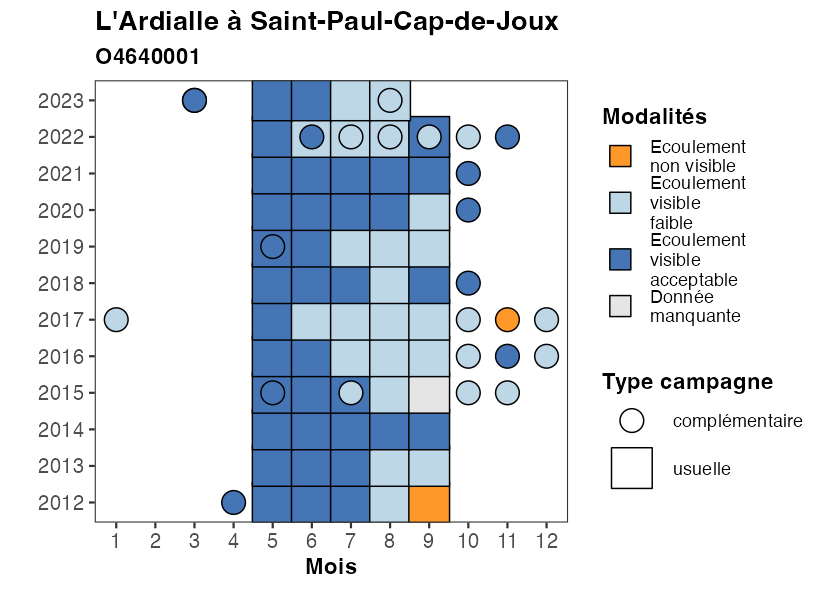 L'Ardialle à Saint-Paul-Cap-de-Joux
O4640001
2023
2022
2021
2020
2019
2018
2017
2016
2015
2014
2013
2012
1 2 3 4 5 6 7 8 9 10 11 12
Mois
Modalités
Ecoulement
non visible
Ecoulement
visible
faible
Ecoulement
visible
acceptable
Donnée
manquante
Type campagne
complémentaire
usuelle